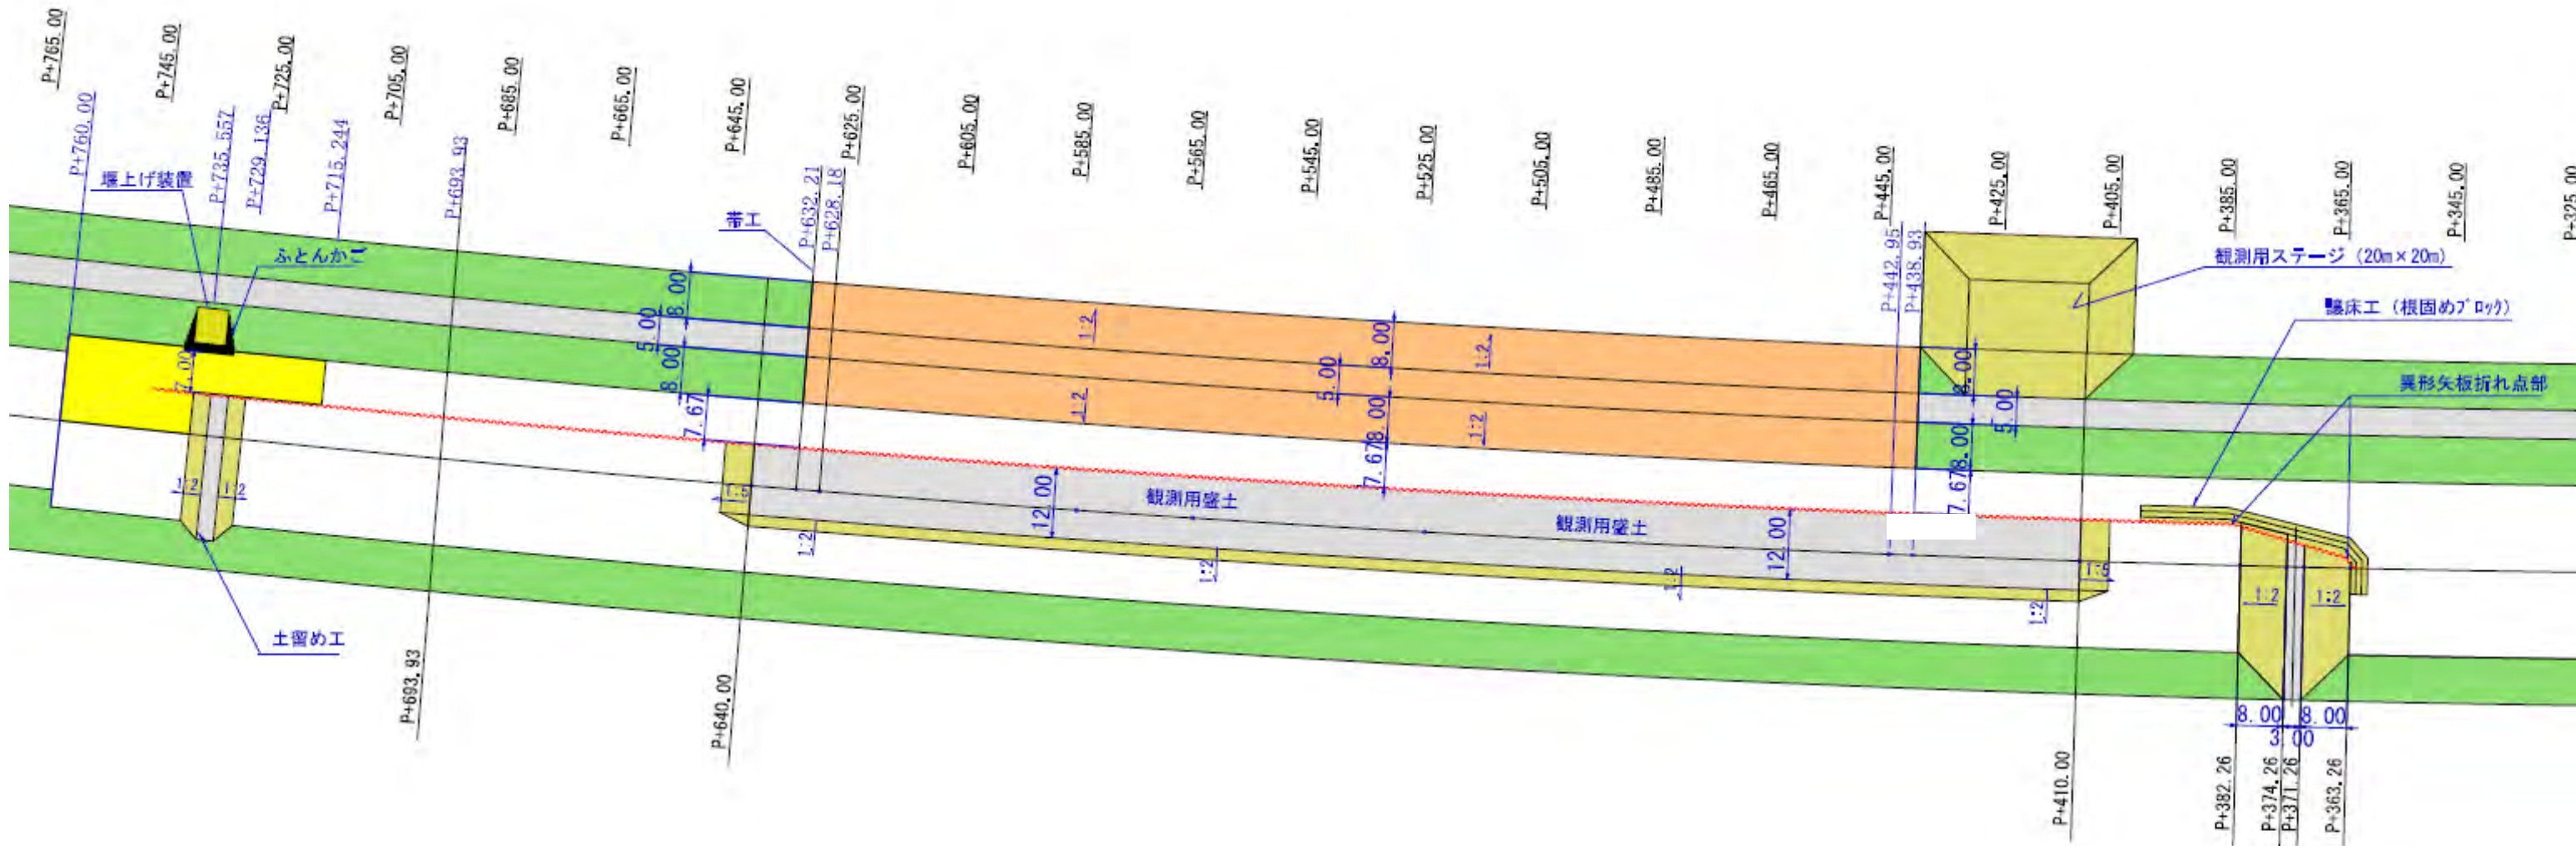 P+765.00
P+745.00
P+725.00
P+705.00
P+685.00
P+665.00
P+645.00
P+625.00
P+605.00
P+585.00
P+565.00
P+545.00
P+525.00
P+505.00
P+485.00
P+465.00
P+445.00
P+425.00
P+405.00
P+385.00
P+365.00
P+345.00
P+325.00
P+760.00
堰上げ装置
P+735.557
P+729.136
P+715.244
P+693.93
ふとんかご
帯工
P+632.21
P+628.18
P+442.95
P+438.93
観測用ステージ（20m×20m）
護床工（根固めブロック）
異形矢板折れ点部
8.00
5.00
8.00
7.67
7.00
1:2
1:2
1:2
1:2
8.00
5.00
8.00
7.67
8.00
5.00
8.00
7.67
1:2
1:2
1:5
12.00
観測用盛土
観測用盛土
12.00
1:5
1:2
1:2
1:2
1:2
1:2
1:2
土留め工
8.00
8.00
3.00
P+693.93
P+640.00
P+410.00
P+382.26
P+374.26
P+371.26
P+363.26